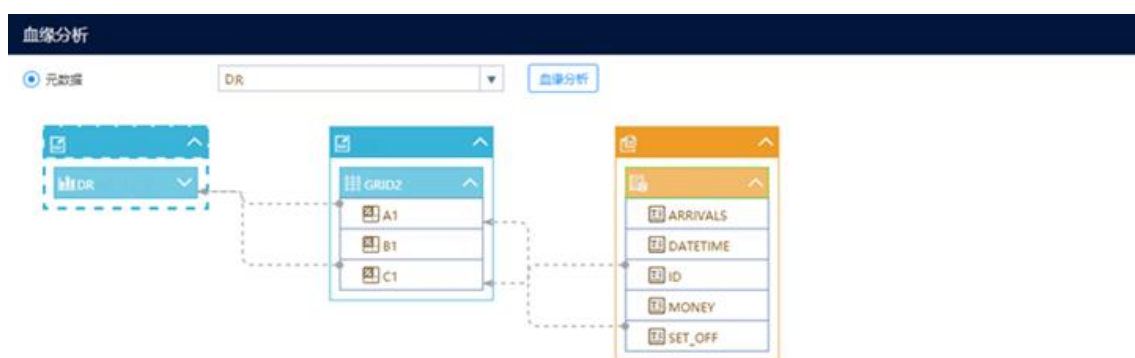 血缘分析
元数据
DR
血缘分析
DR
GRID2
A1
B1
C1
ARRIVALS
DATETIME
ID
MONEY
SET_OFF